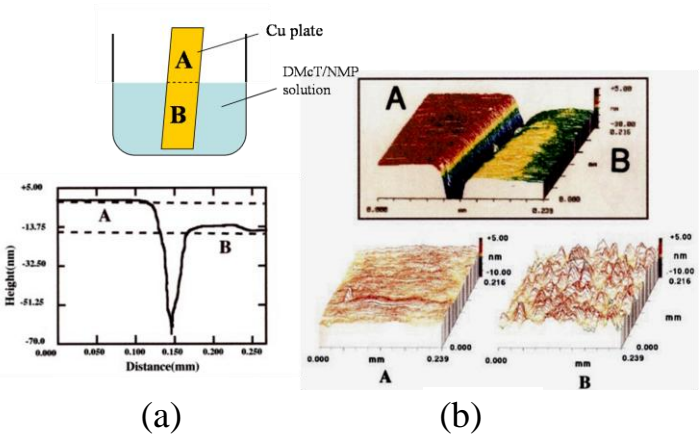 A
B
Cu plate
DMcT/NMP
solution
+5.00
-13.75
-32.50
-51.25
-70.0
Height(nm)
A
B
0.000
0.050
0.100
0.150
0.200
0.250
Distance(mm)
A
B
+5.00
nm
-30.00
0.216
mm
0.000
0.000
mm
0.239
+5.00
nm
-10.00
0.216
mm
0.000
0.000
mm
0.239
A
+5.00
nm
-10.00
0.216
mm
0.000
0.000
mm
0.239
B
(a)
(b)